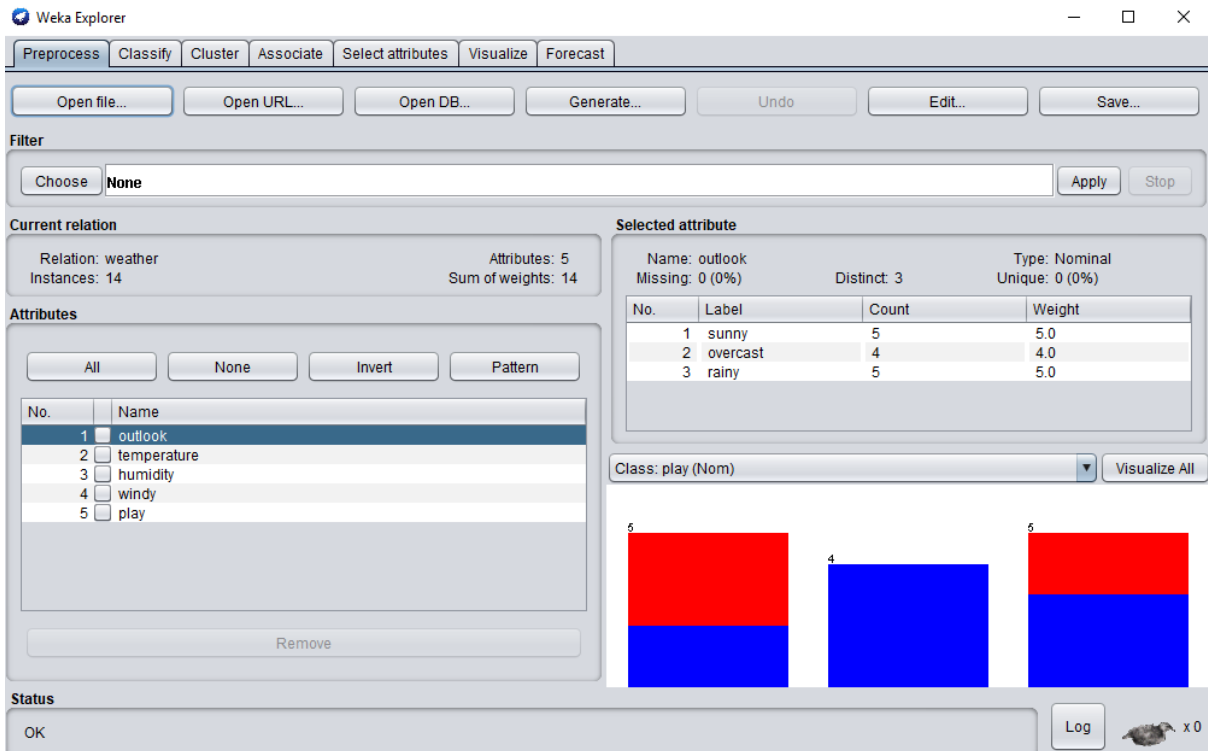 Weka Explorer
Preprocess Classify Cluster Associate Select attributes Visualize Forecast
Open file... Open URL... Open DB... Generate... Undo Edit... Save...
Filter
Choose None Apply Stop
Current relation
Relation: weather Attributes: 5
Instances: 14 Sum of weights: 14
Attributes
All None Invert Pattern
No. Name
1 outlook
2 temperature
3 humidity
4 windy
5 play
Remove
Selected attribute
Name: outlook Type: Nominal
Missing: 0 (0%) Distinct: 3 Unique: 0 (0%)
No. Label Count Weight
1 sunny 5 5.0
2 overcast 4 4.0
3 rainy 5 5.0
Class: play (Nom) Visualize All
5 4 5
Status
OK Log x 0